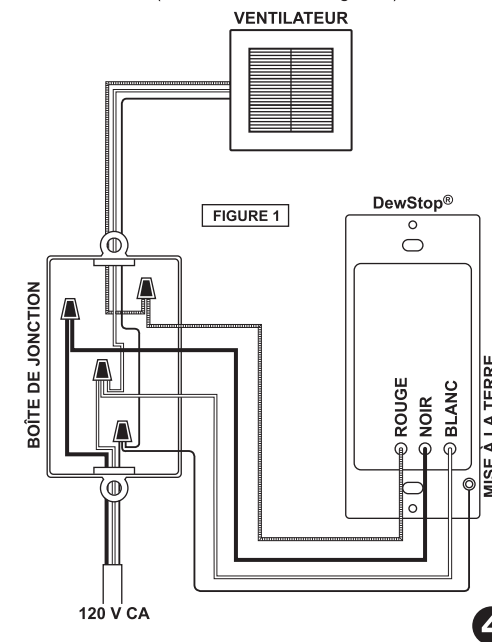 VENTILATEUR
FIGURE 1
DewStop®
BOÎTE DE JONCTION
ROUGE
NOIR
BLANC
MISE À LA TERRE
120 V CA
4